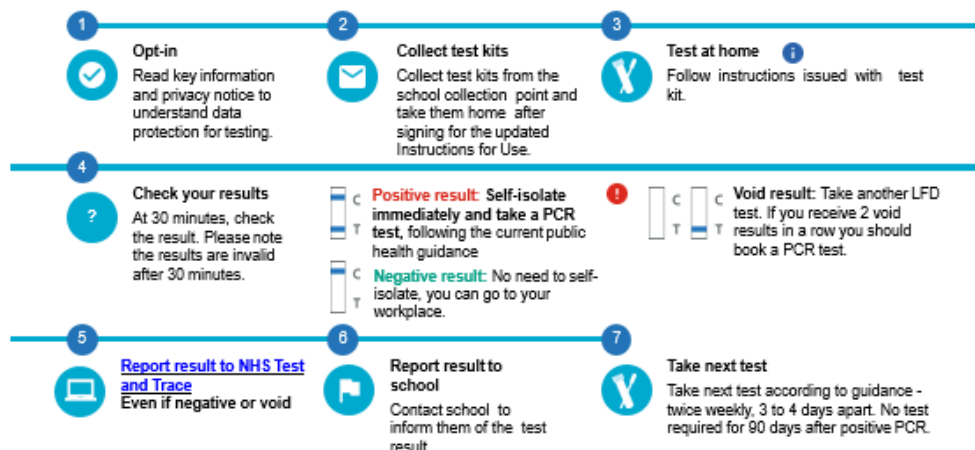 1
Opt-in
Read key information
and privacy notice to
understand data
protection for testing.
2
Collect test kits
Collect test kits from the
school collection point and
take them home after
signing for the updated
Instructions for Use.
3
Test at home i
Follow instructions issued with test
kit.
4
?
Check your results
At 30 minutes, check
the result. Please note
the results are invalid
after 30 minutes.
C
T
Positive result: Self-isolate
immediately and take a PCR
test, following the current public
health guidance
C
T
Negative result: No need to self-
isolate, you can go to your
workplace.
!
C
T
C
T
Void result: Take another LFD
test. If you receive 2 void
results in a row you should
book a PCR test.
5
Report result to NHS Test
and Trace
Even if negative or void
6
Report result to
school
Contact school to
inform them of the test
result
7
Take next test
Take next test according to guidance -
twice weekly, 3 to 4 days apart. No test
required for 90 days after positive PCR.